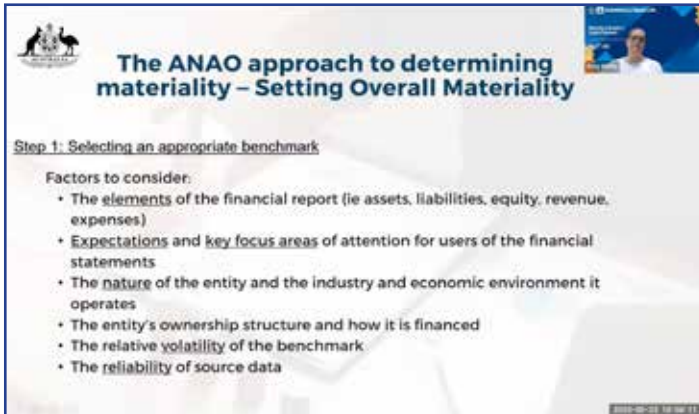 AUSTRALIA
The ANAO approach to determining
materiality – Setting Overall Materiality
Step 1: Selecting an appropriate benchmark
Factors to consider:
• The elements of the financial report (ie assets, liabilities, equity, revenue,
expenses)
• Expectations and key focus areas of attention for users of the financial
statements
• The nature of the entity and the industry and economic environment it
operates
• The entity's ownership structure and how it is financed
• The relative volatility of the benchmark
• The reliability of source data